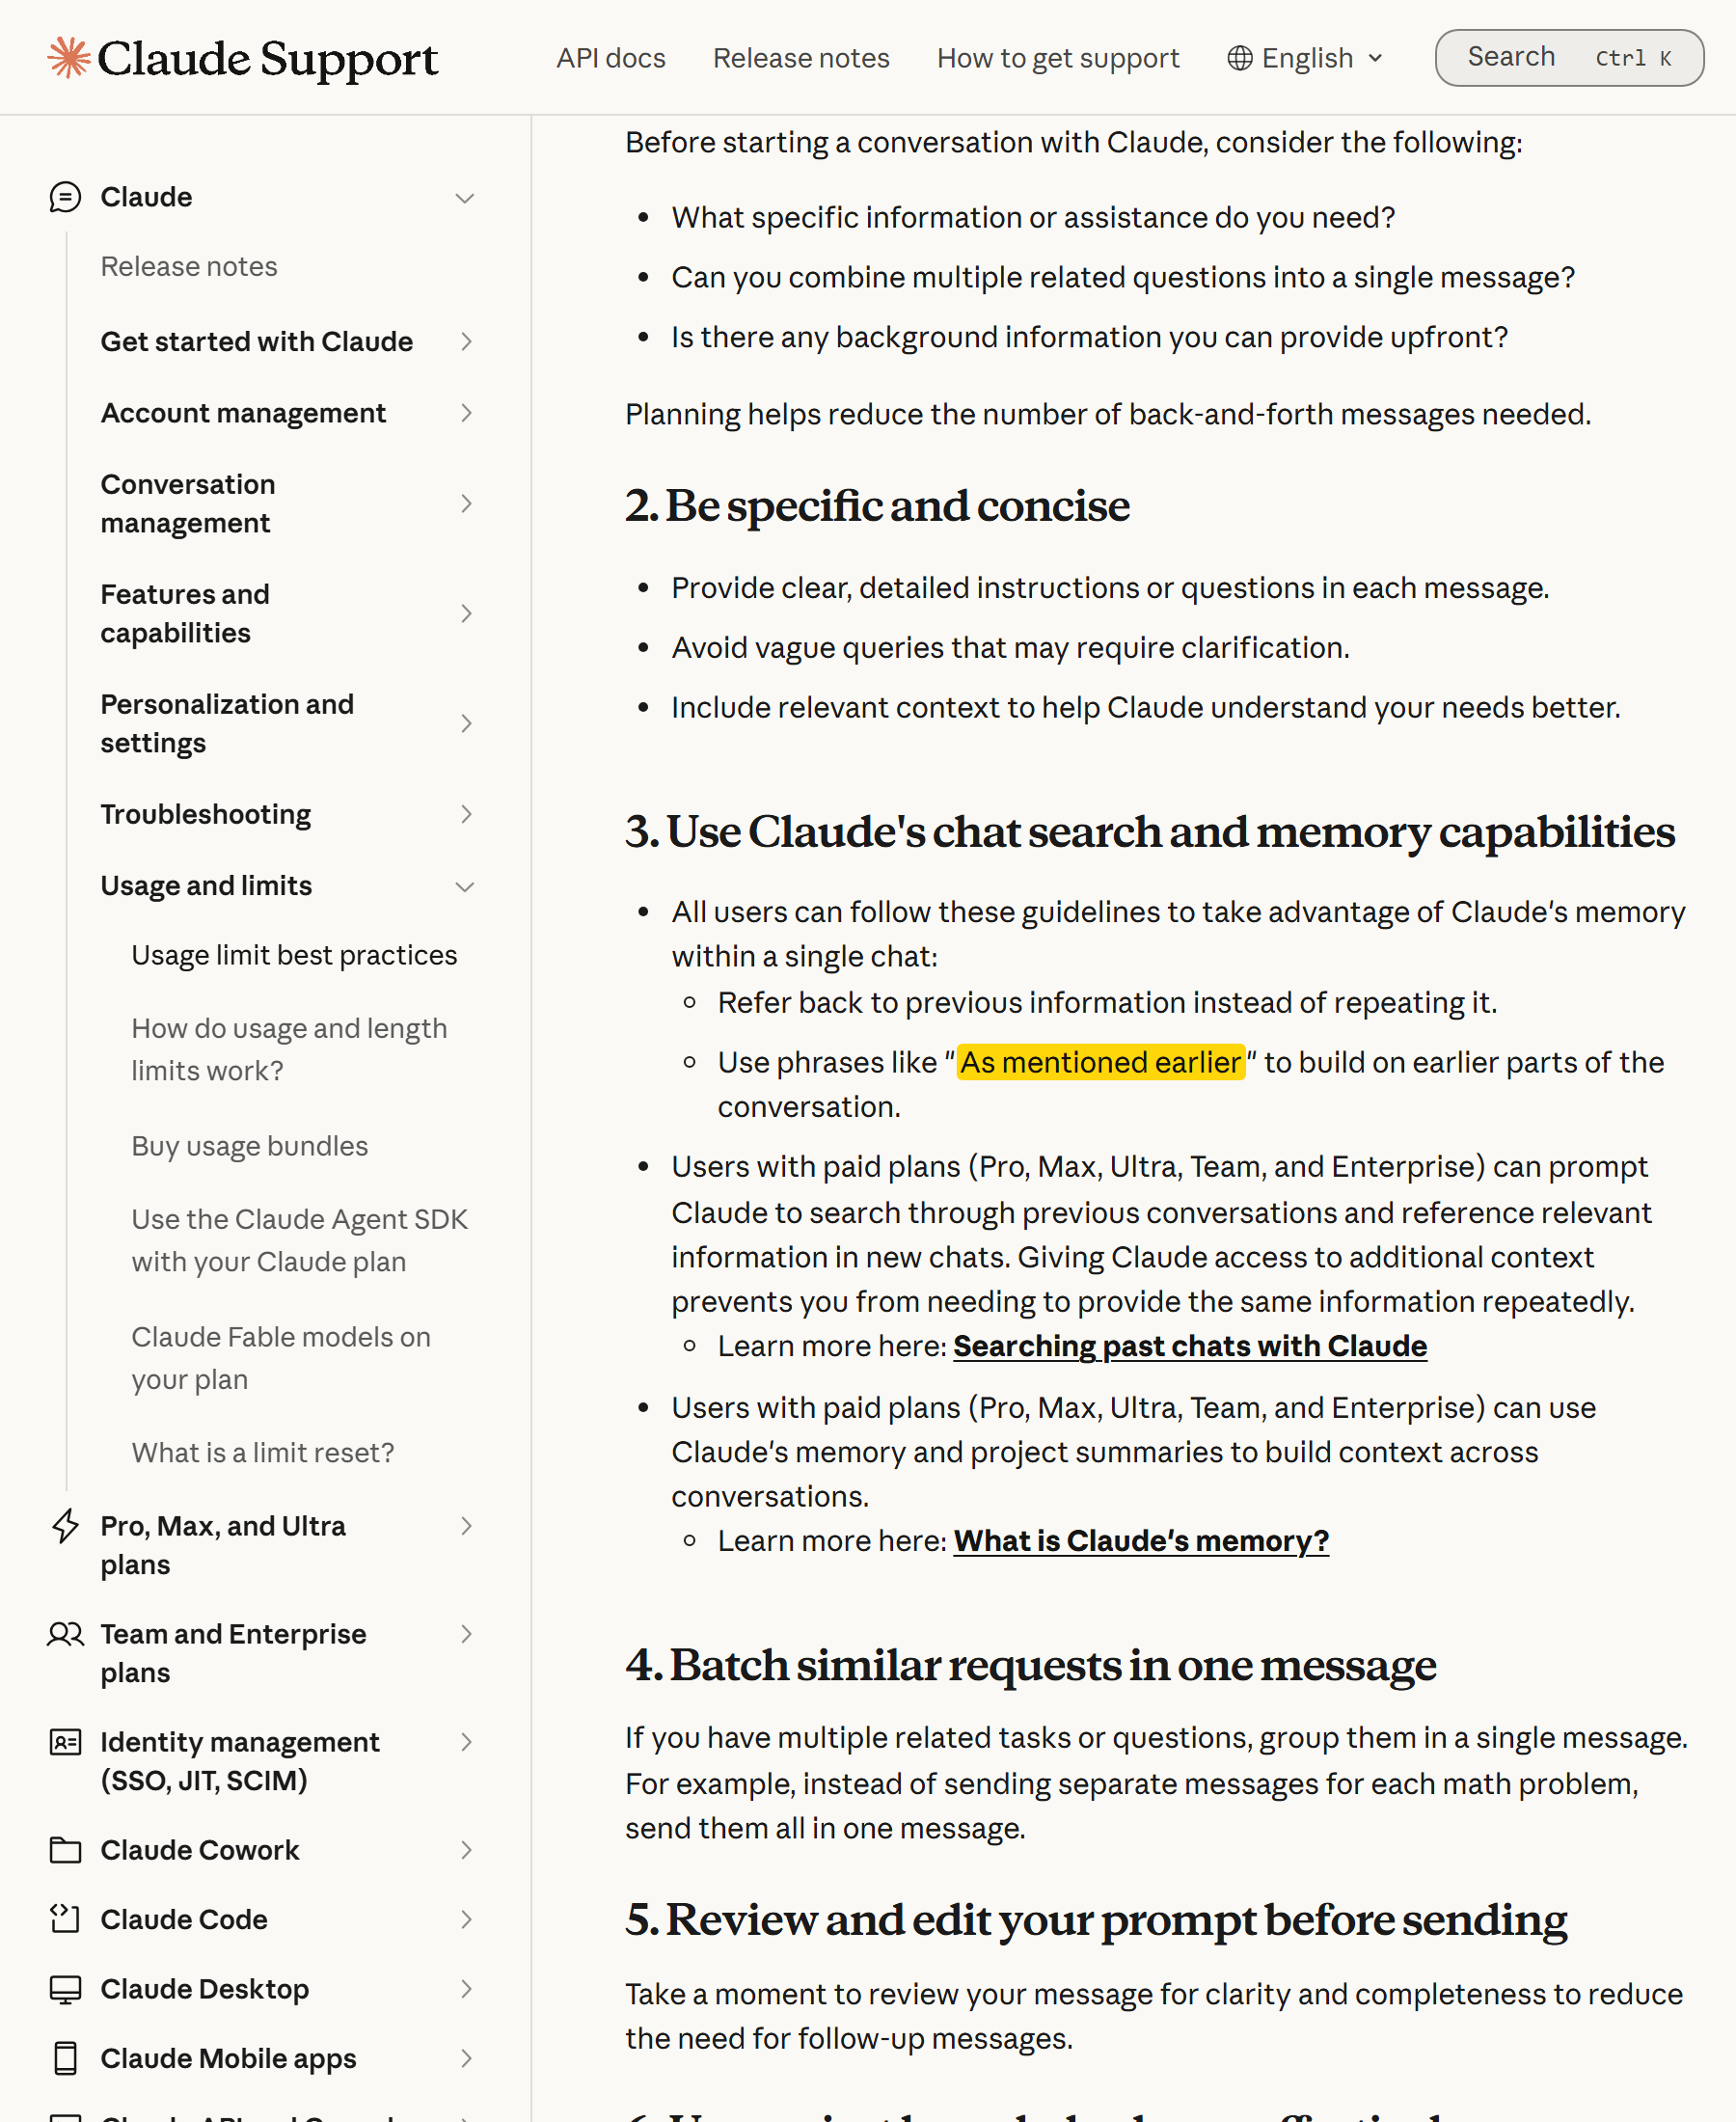 Claude Support
API docs
Release notes
How to get support
English
Search
Ctrl K
Claude
Release notes
Get started with Claude
Account management
Conversation
management
Features and
capabilities
Personalization and
settings
Troubleshooting
Usage and limits
Usage limit best practices
How do usage and length
limits work?
Buy usage bundles
Use the Claude Agent SDK
with your Claude plan
Claude Fable models on
your plan
What is a limit reset?
Pro, Max, and Ultra
plans
Team and Enterprise
plans
Identity management
(SSO, JIT, SCIM)
Claude Cowork
Claude Code
Claude Desktop
Claude Mobile apps
Before starting a conversation with Claude, consider the following:
• What specific information or assistance do you need?
• Can you combine multiple related questions into a single message?
• Is there any background information you can provide upfront?
Planning helps reduce the number of back-and-forth messages needed.
2. Be specific and concise
• Provide clear, detailed instructions or questions in each message.
• Avoid vague queries that may require clarification.
• Include relevant context to help Claude understand your needs better.
3. Use Claude's chat search and memory capabilities
• All users can follow these guidelines to take advantage of Claude's memory
within a single chat:
○ Refer back to previous information instead of repeating it.
○ Use phrases like "As mentioned earlier" to build on earlier parts of the
conversation.
• Users with paid plans (Pro, Max, Ultra, Team, and Enterprise) can prompt
Claude to search through previous conversations and reference relevant
information in new chats. Giving Claude access to additional context
prevents you from needing to provide the same information repeatedly.
○ Learn more here: Searching past chats with Claude
• Users with paid plans (Pro, Max, Ultra, Team, and Enterprise) can use
Claude's memory and project summaries to build context across
conversations.
○ Learn more here: What is Claude's memory?
4. Batch similar requests in one message
If you have multiple related tasks or questions, group them in a single message.
For example, instead of sending separate messages for each math problem,
send them all in one message.
5. Review and edit your prompt before sending
Take a moment to review your message for clarity and completeness to reduce
the need for follow-up messages.